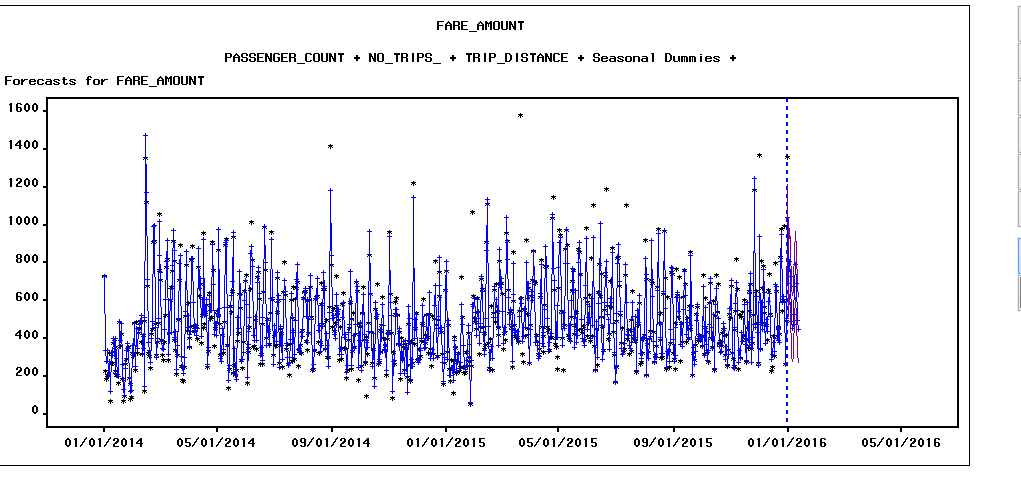 FARE_AMOUNT
PASSENGER_COUNT + NO_TRIPS_ + TRIP_DISTANCE + Seasonal Dummies +
Forecasts for FARE_AMOUNT
1600
1400
1200
1000
800
600
400
200
0
01/01/2014 05/01/2014 09/01/2014 01/01/2015 05/01/2015 09/01/2015 01/01/2016 05/01/2016